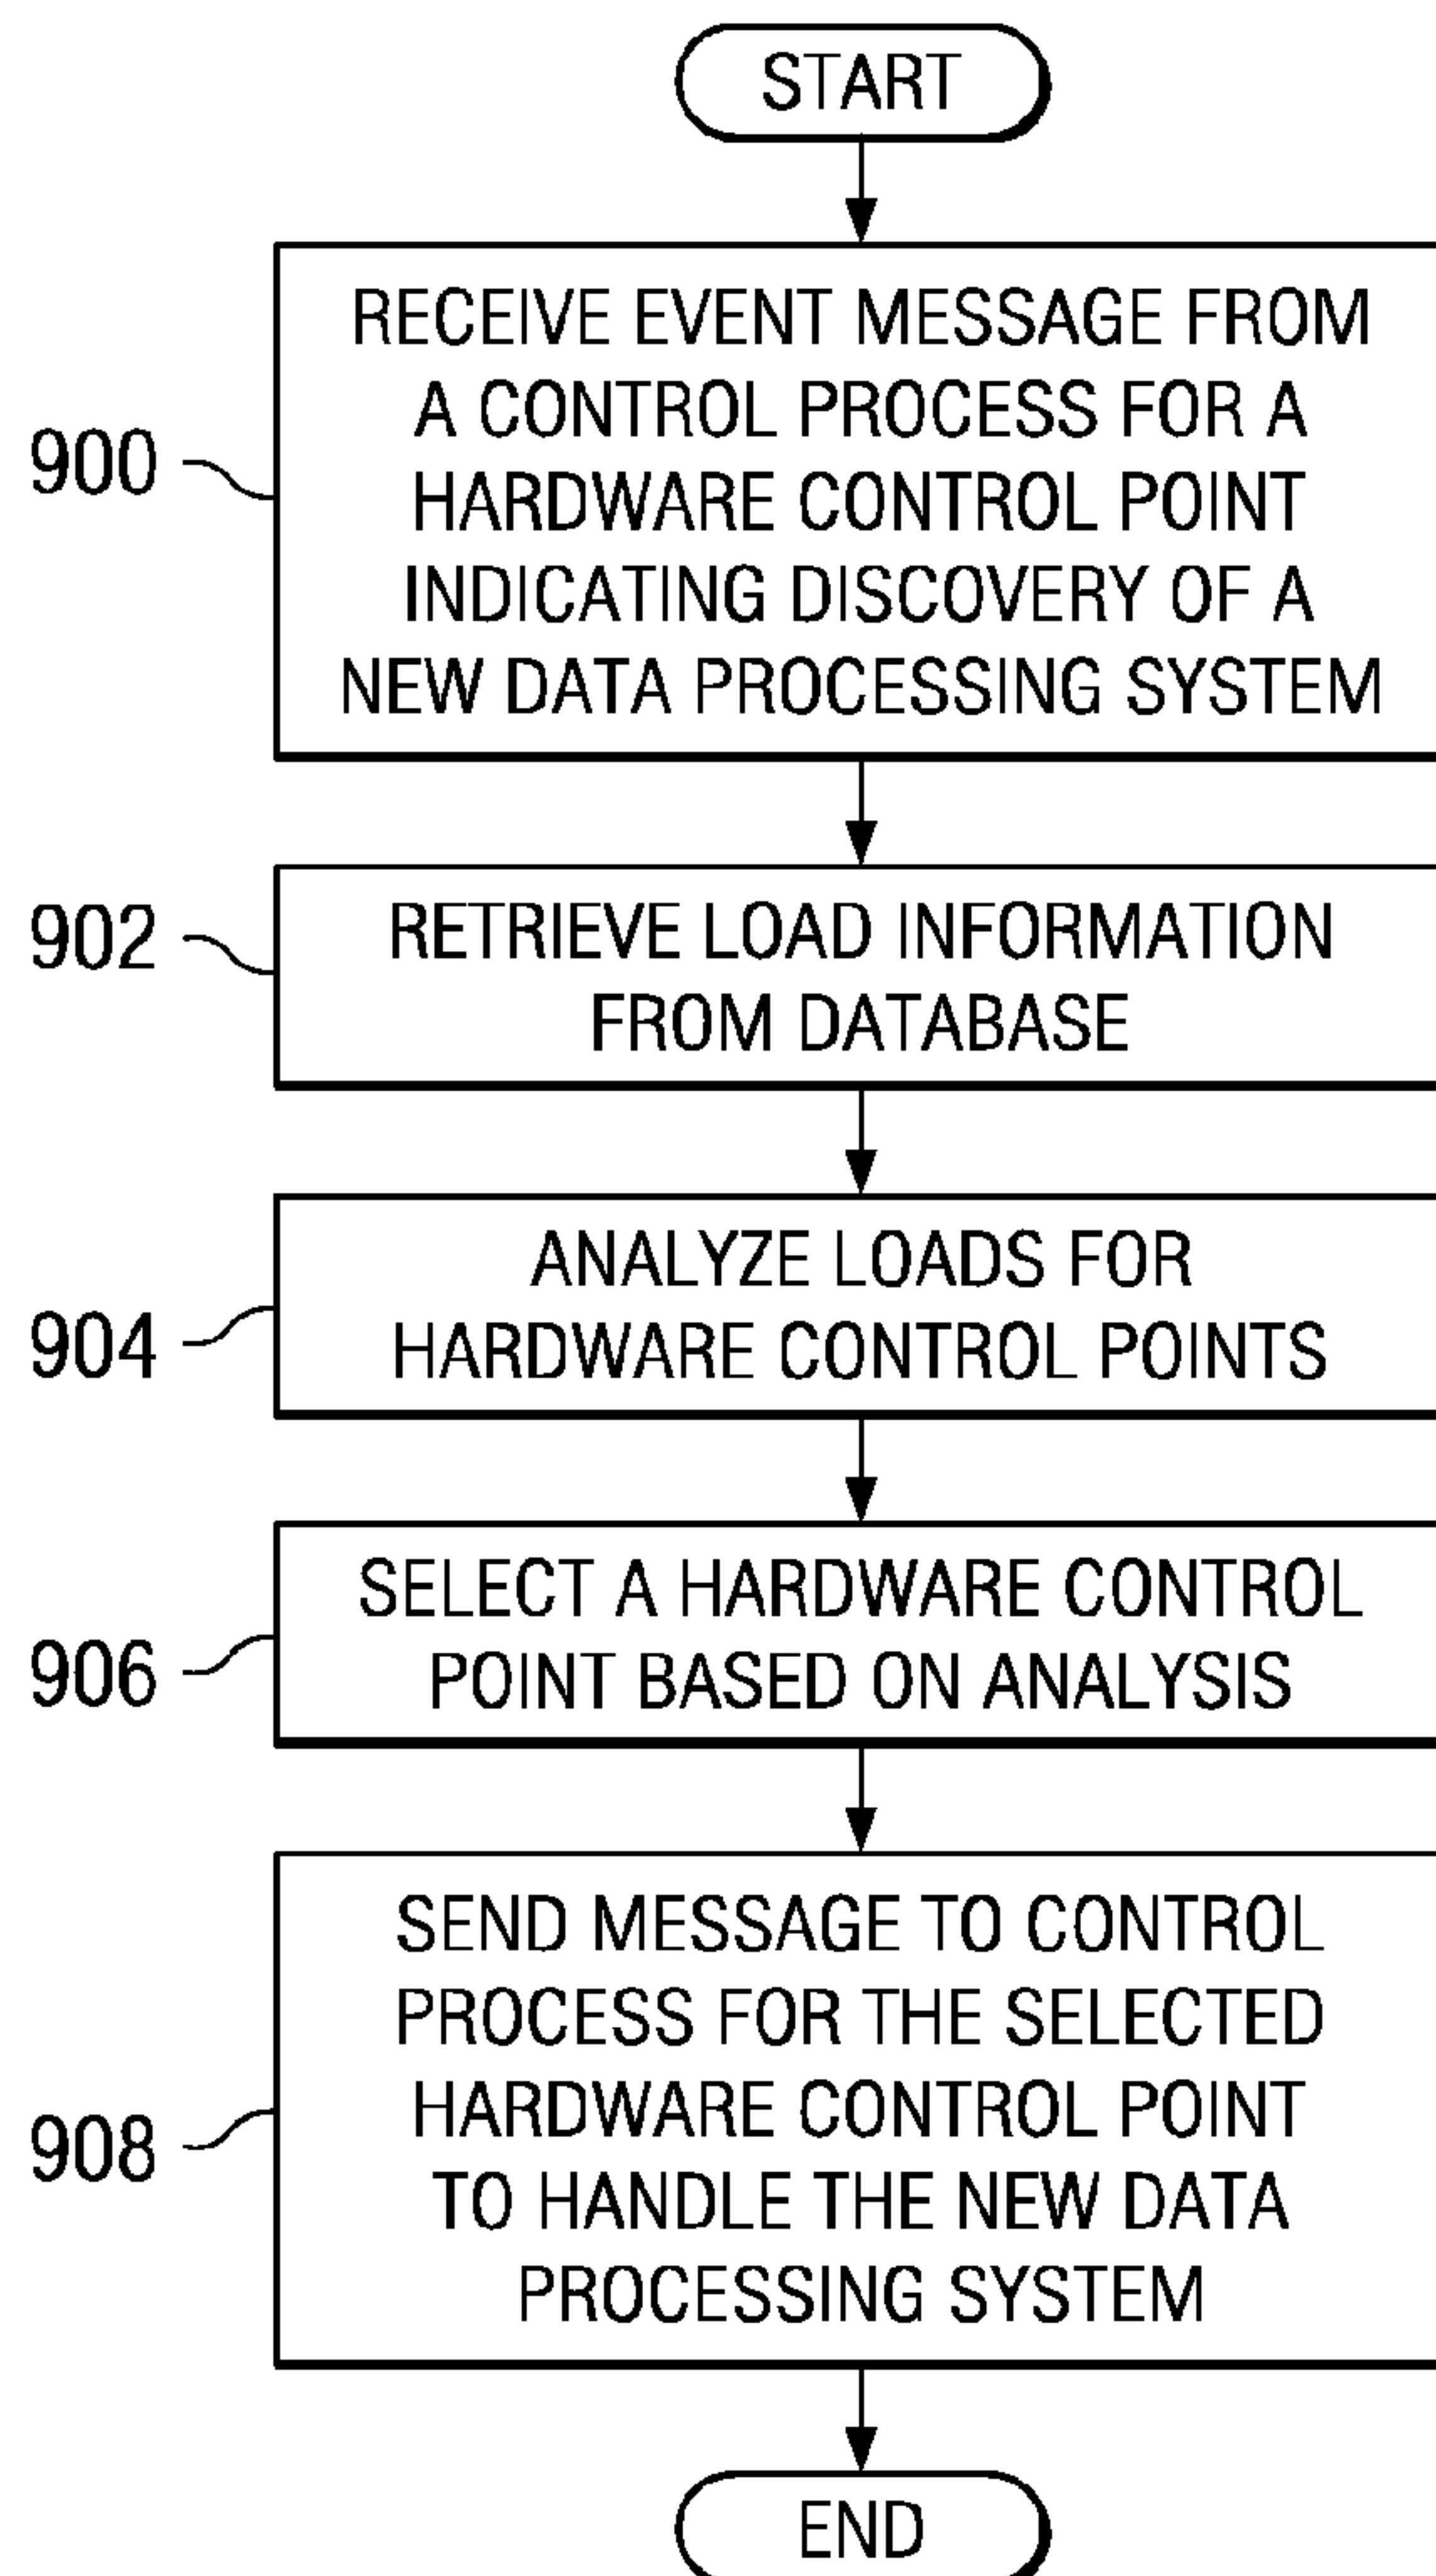 START
RECEIVE EVENT MESSAGE FROM
A CONTROL PROCESS FOR A
HARDWARE CONTROL POINT
INDICATING DISCOVERY OF A
NEW DATA PROCESSING SYSTEM
900
RETRIEVE LOAD INFORMATION
FROM DATABASE
902
ANALYZE LOADS FOR
HARDWARE CONTROL POINTS
904
SELECT A HARDWARE CONTROL
POINT BASED ON ANALYSIS
906
SEND MESSAGE TO CONTROL
PROCESS FOR THE SELECTED
HARDWARE CONTROL POINT
TO HANDLE THE NEW DATA
PROCESSING SYSTEM
908
END